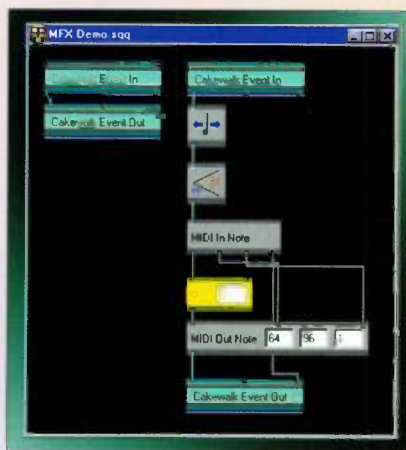 MFX Demo.sqq
Cakewalk Event In
Cakewalk Event Out
Cakewalk Event In
MIDI In Note
MIDI Out Note 64 96 1
Cakewalk Event Out